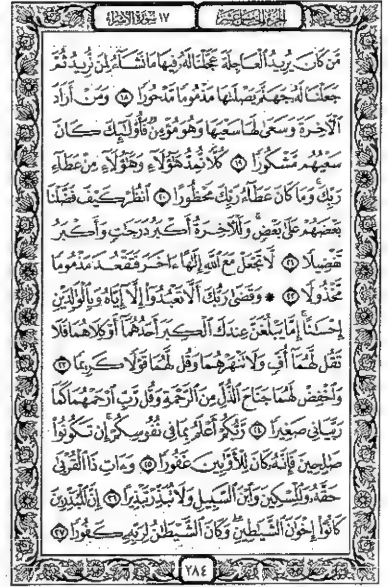 الجزء الخامس عشر
١٧ سورة الإسراء
مَّن كَانَ يُرِيدُ ٱلْعَاجِلَةَ عَجَّلْنَا لَهُۥ فِيهَا مَا نَشَآءُ لِمَن نُّرِيدُ ثُمَّ
جَعَلْنَا لَهُۥ جَهَنَّمَ يَصْلَىٰهَا مَذْمُومًا مَّدْحُورًا ١٨ وَمَنْ أَرَادَ
ٱلْأَخِرَةَ وَسَعَىٰ لَهَا سَعْيَهَا وَهُوَ مُؤْمِنٌ فَأُو۟لَٰٓئِكَ كَانَ
سَعْيُهُم مَّشْكُورًا ١٩ كُلًّا نُّمِدُّ هَٰٓؤُلَآءِ وَهَٰٓؤُلَآءِ مِنْ عَطَآءِ
رَبِّكَ ۚ وَمَا كَانَ عَطَآءُ رَبِّكَ مَحْظُورًا ٢٠ ٱنظُرْ كَيْفَ فَضَّلْنَا
بَعْضَهُمْ عَلَىٰ بَعْضٍ ۚ وَلَلْأَخِرَةُ أَكْبَرُ دَرَجَٰتٍ وَأَكْبَرُ
تَفْضِيلًا ٢١ لَّا تَجْعَلْ مَعَ ٱللَّهِ إِلَٰهًا ءَاخَرَ فَتَقْعُدَ مَذْمُومًا
مَّخْذُولًا ٢٢ ۞ وَقَضَىٰ رَبُّكَ أَلَّا تَعْبُدُوٓا۟ إِلَّآ إِيَّاهُ وَبِٱلْوَٰلِدَيْنِ
إِحْسَٰنًا ۚ إِمَّا يَبْلُغَنَّ عِندَكَ ٱلْكِبَرَ أَحَدُهُمَآ أَوْ كِلَاهُمَا فَلَا
تَقُل لَّهُمَآ أُفٍّ وَلَا تَنْهَرْهُمَا وَقُل لَّهُمَا قَوْلًا كَرِيمًا ٢٣
وَٱخْفِضْ لَهُمَا جَنَاحَ ٱلذُّلِّ مِنَ ٱلرَّحْمَةِ وَقُل رَّبِّ ٱرْحَمْهُمَا كَمَا
رَبَّيَانِى صَغِيرًا ٢٤ رَّبُّكُمْ أَعْلَمُ بِمَا فِى نُفُوسِكُمْ ۚ إِن تَكُونُوا۟
صَٰلِحِينَ فَإِنَّهُۥ كَانَ لِلْأَوَّٰبِينَ غَفُورًا ٢٥ وَءَاتِ ذَا ٱلْقُرْبَىٰ
حَقَّهُۥ وَٱلْمِسْكِينَ وَٱبْنَ ٱلسَّبِيلِ وَلَا تُبَذِّرْ تَبْذِيرًا ٢٦ إِنَّ ٱلْمُبَذِّرِينَ
كَانُوٓا۟ إِخْوَٰنَ ٱلشَّيَٰطِينِ ۖ وَكَانَ ٱلشَّيْطَٰنُ لِرَبِّهِۦ كَفُورًا ٢٧
٢٨٤